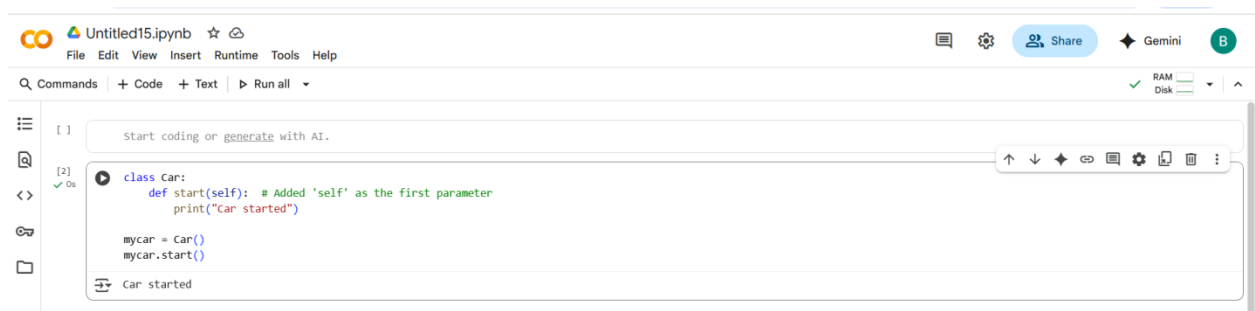 Untitled15.ipynb
File Edit View Insert Runtime Tools Help
Share
Gemini
B
Commands + Code + Text Run all
RAM
Disk
[ ]
Start coding or generate with AI.
[2]
0s
class Car:
    def start(self):  # Added 'self' as the first parameter
        print("Car started")
mycar = Car()
mycar.start()
Car started